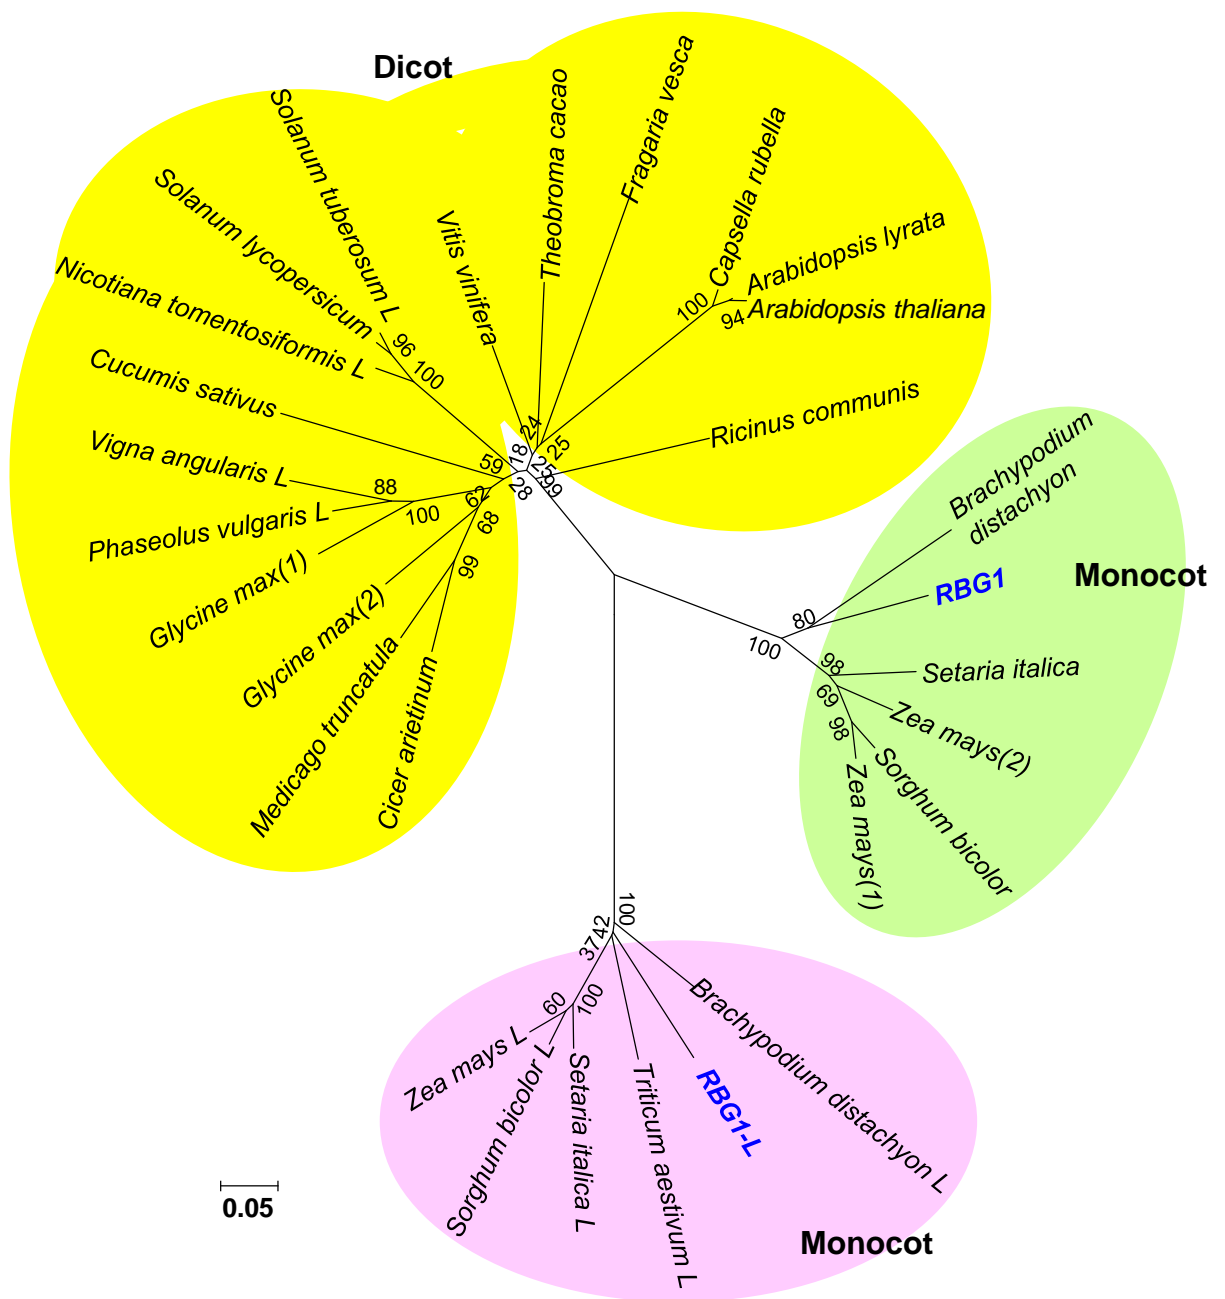 Dicot
Solanum tuberosum L
Solanum lycopersicum
Nicotiana tomentosiformis L
Cucumis sativus
Vigna angularis L
Phaseolus vulgaris L
Glycine max(1)
Glycine max(2)
Medicago truncatula
Cicer arietinum
Vitis vinifera
Theobroma cacao
Fragaria vesca
Capsella rubella
Arabidopsis lyrata
Arabidopsis thaliana
Ricinus communis
96
100
100
94
24
25
18
25
99
59
28
62
68
88
100
99
Brachypodium
distachyon
RBG1
Monocot
Setaria italica
Zea mays(2)
Sorghum bicolor
Zea mays(1)
80
100
98
69
98
100
42
37
100
60
Zea mays L
Sorghum bicolor L
Setaria italica L
Triticum aestivum L
RBG1-L
Brachypodium distachyon L
Monocot
0.05